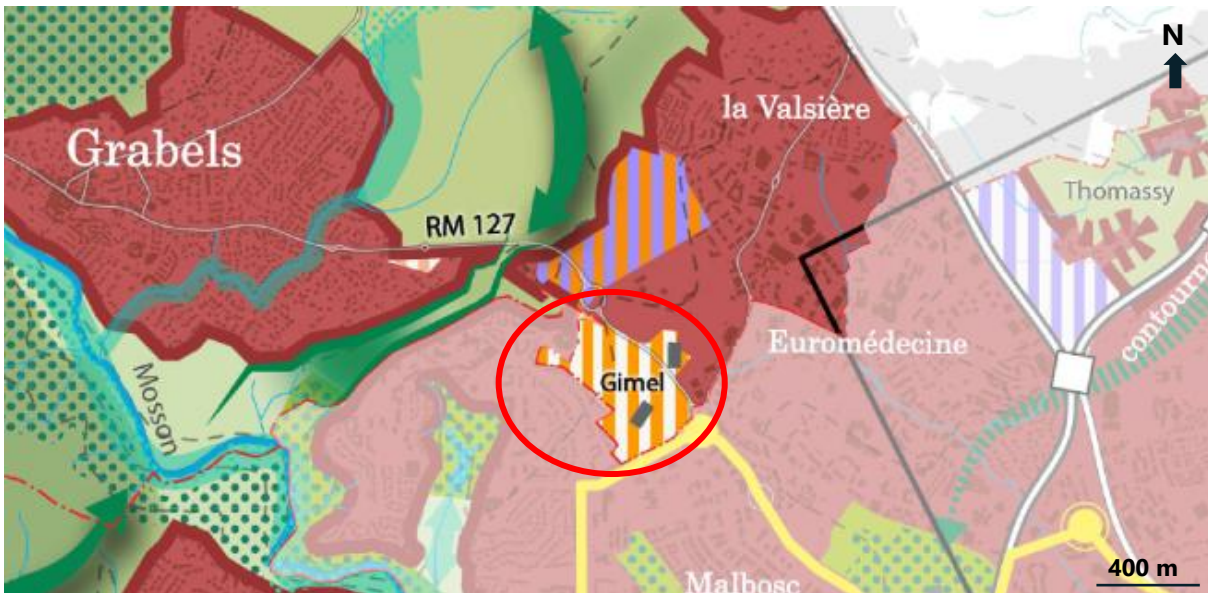 N
la Valsière
Grabels
Thomassy
RM 127
contourne
Euromédecine
Gimel
Mosson
400 m
Malbosc